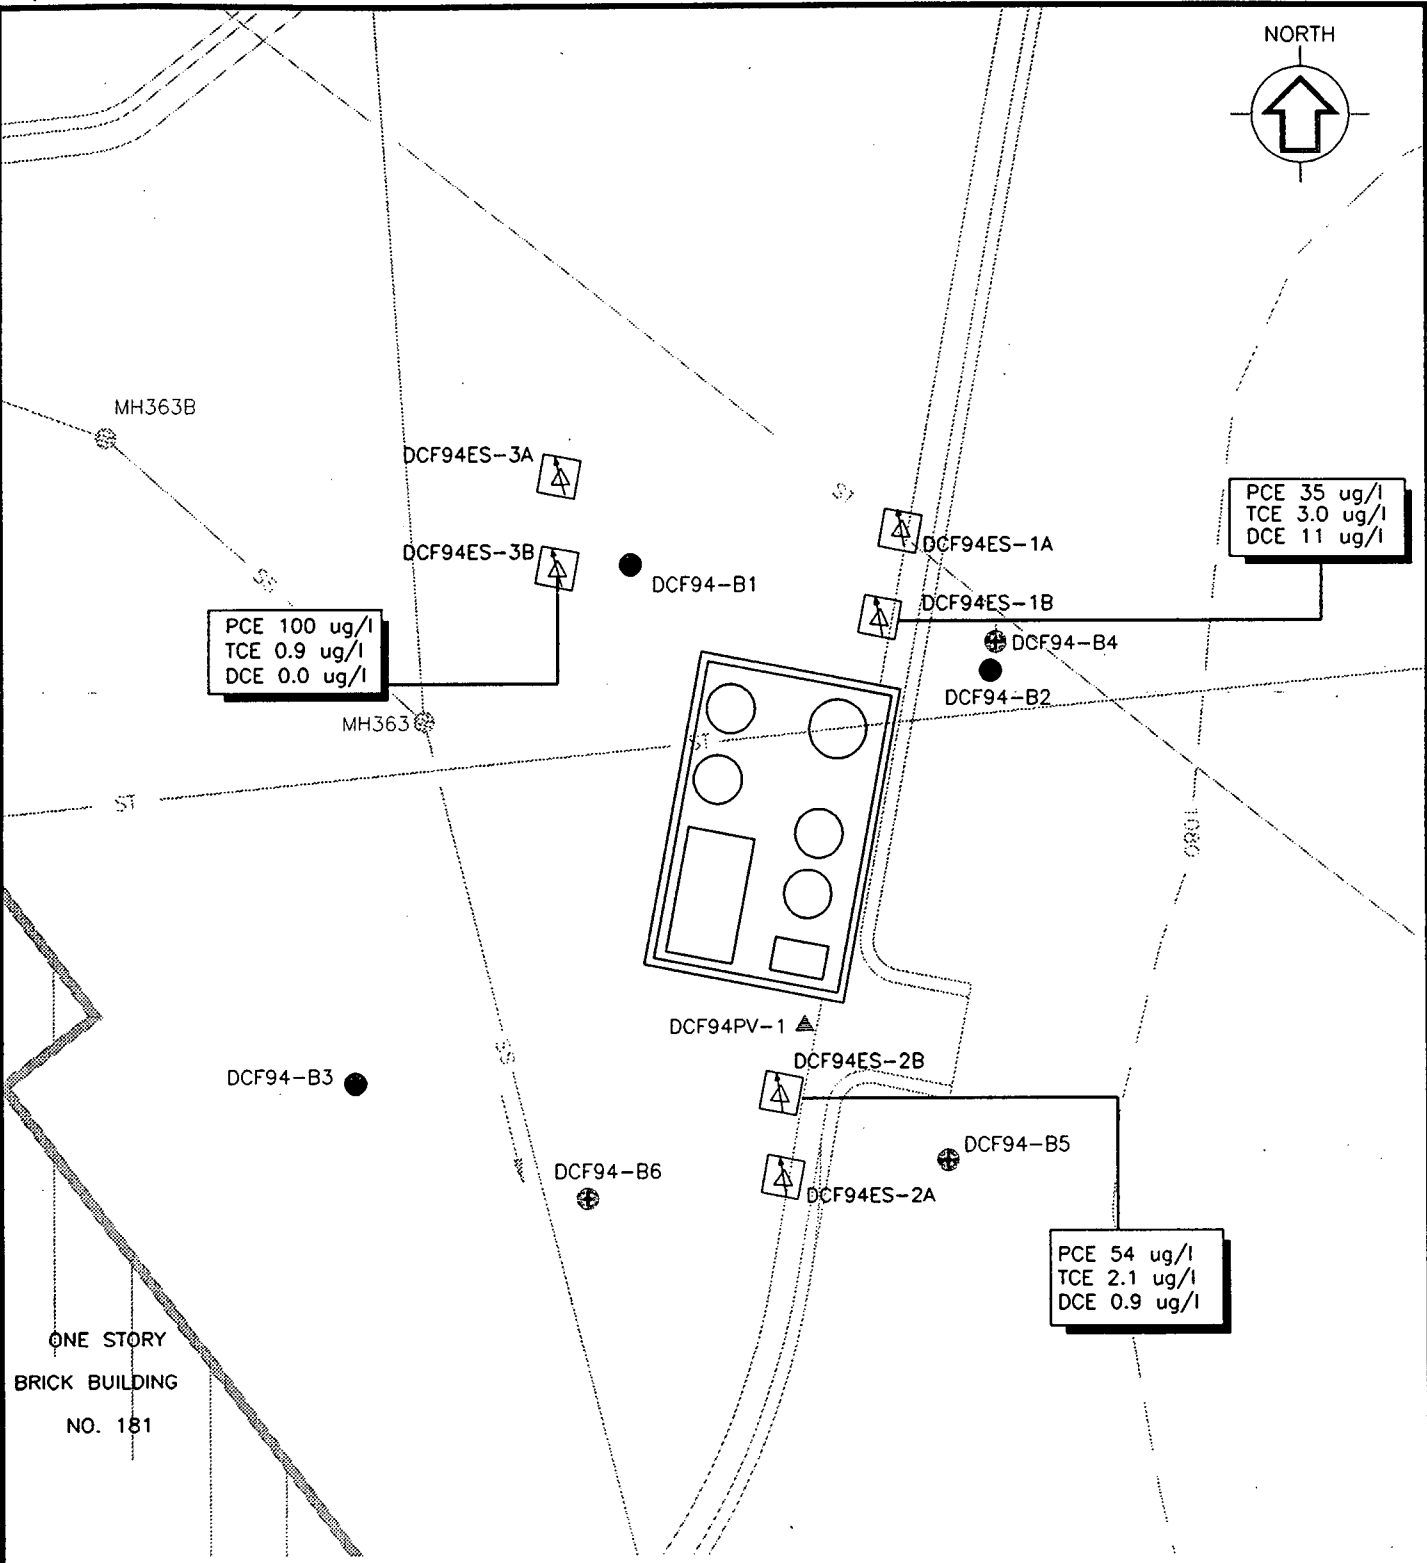 NORTH
MH363B
DCF94ES-3A
DCF94ES-3B
DCF94-B1
ST
DCF94ES-1A
PCE 35 ug/l
TCE 3.0 ug/l
DCE 11 ug/l
DCF94ES-1B
SS
PCE 100 ug/l
TCE 0.9 ug/l
DCE 0.0 ug/l
DCF94-B4
DCF94-B2
MH363
ST
ST
1080
DCF94PV-1
SS
DCF94ES-2B
DCF94-B3
DCF94-B5
DCF94-B6
DCF94ES-2A
PCE 54 ug/l
TCE 2.1 ug/l
DCE 0.9 ug/l
ONE STORY
BRICK BUILDING
NO. 181